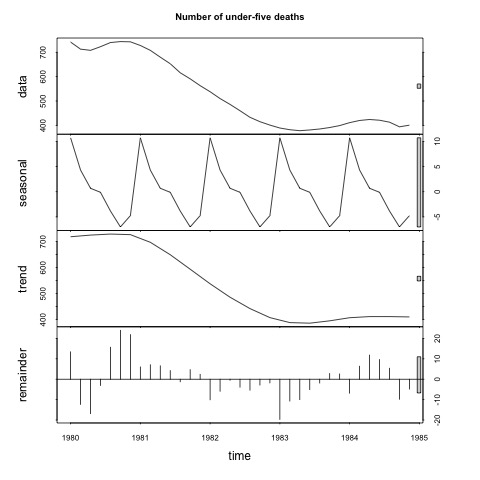 Number of under-five deaths
data
400 500 600 700
seasonal
-5 0 5 10
trend
400 500 600 700
remainder
-20 -10 0 10 20
1980 1981 1982 1983 1984 1985
time